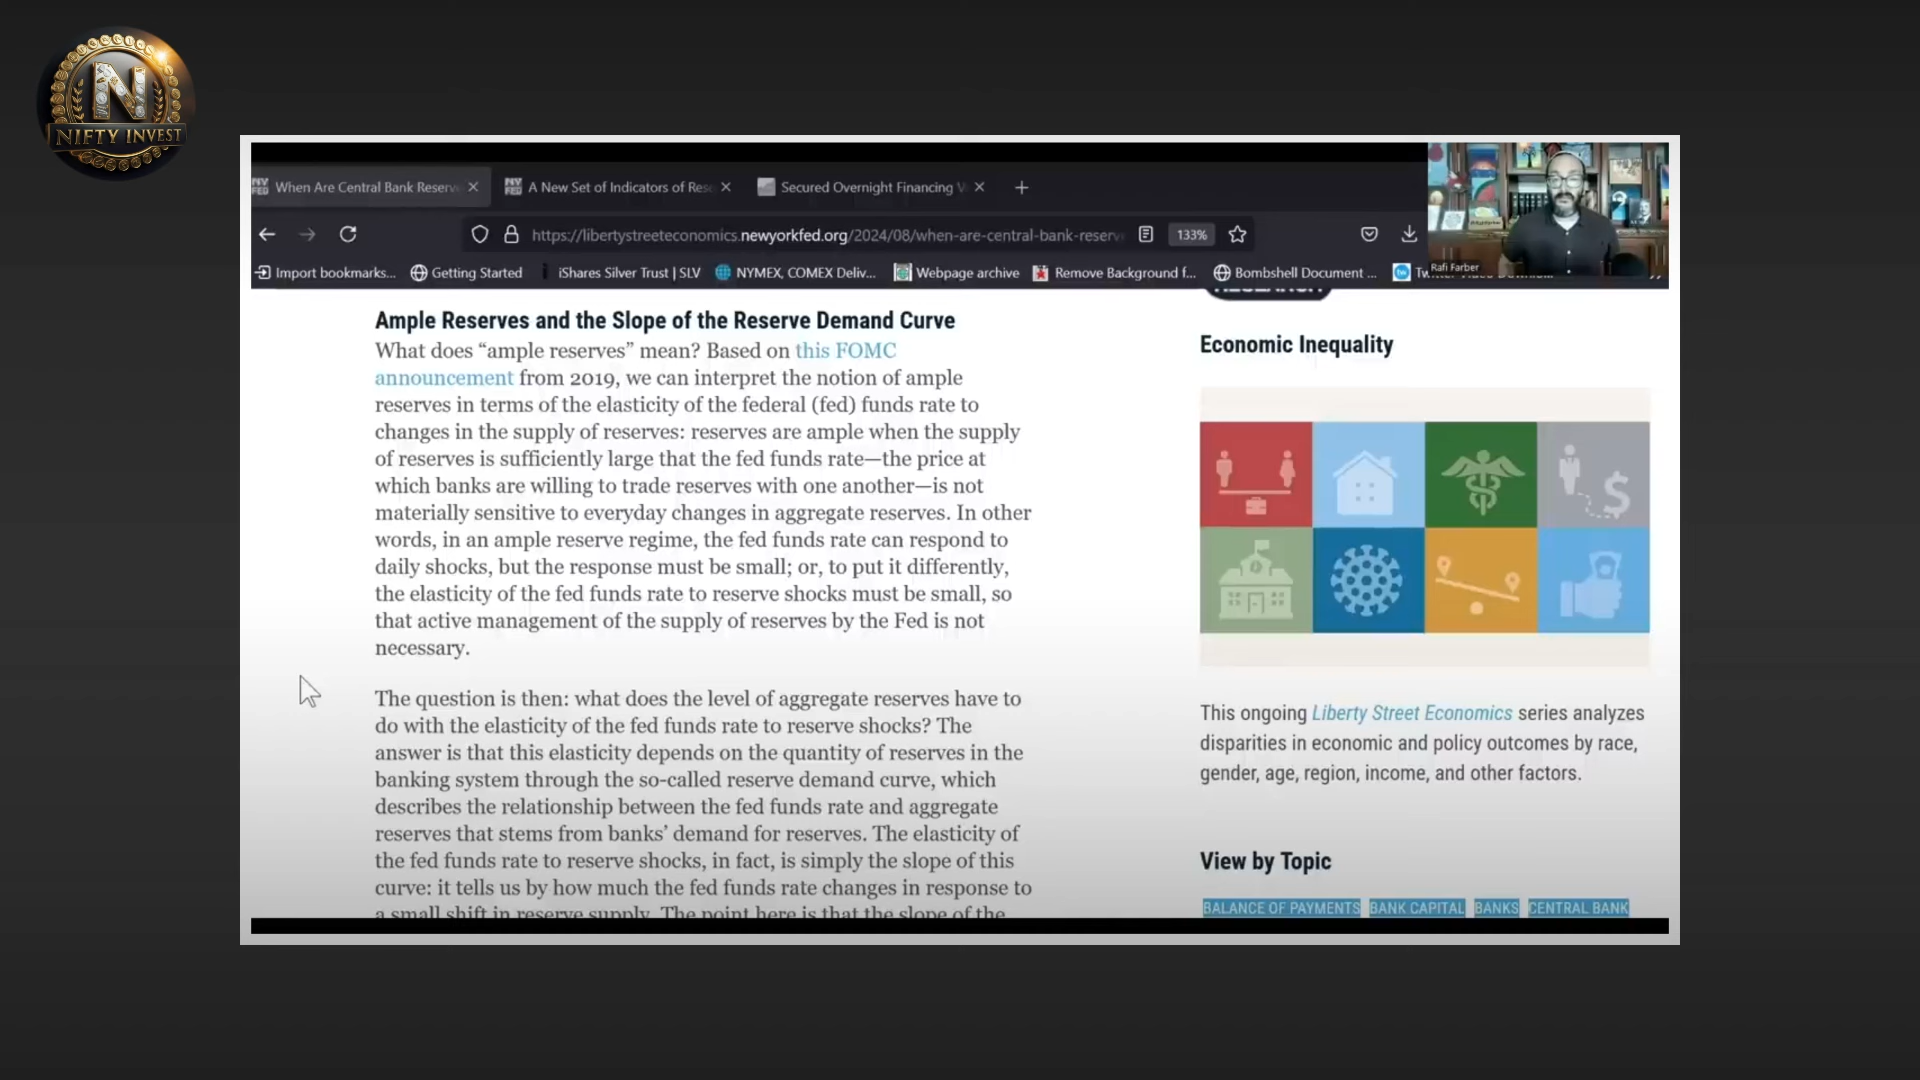 N
NIFTY INVEST
When Are Central Bank Reserv
A New Set of Indicators of Res
Secured Overnight Financing V
https://libertystreeteconomics.newyorkfed.org/2024/08/when-are-central-bank-reserv
133%
Import bookmarks...
Getting Started
iShares Silver Trust | SLV
NYMEX, COMEX Deliv...
Webpage archive
Remove Background f...
Bombshell Document ...
Rafi Farber
Ample Reserves and the Slope of the Reserve Demand Curve
What does “ample reserves” mean? Based on this FOMC
announcement from 2019, we can interpret the notion of ample
reserves in terms of the elasticity of the federal (fed) funds rate to
changes in the supply of reserves: reserves are ample when the supply
of reserves is sufficiently large that the fed funds rate—the price at
which banks are willing to trade reserves with one another—is not
materially sensitive to everyday changes in aggregate reserves. In other
words, in an ample reserve regime, the fed funds rate can respond to
daily shocks, but the response must be small; or, to put it differently,
the elasticity of the fed funds rate to reserve shocks must be small, so
that active management of the supply of reserves by the Fed is not
necessary.
The question is then: what does the level of aggregate reserves have to
do with the elasticity of the fed funds rate to reserve shocks? The
answer is that this elasticity depends on the quantity of reserves in the
banking system through the so-called reserve demand curve, which
describes the relationship between the fed funds rate and aggregate
reserves that stems from banks’ demand for reserves. The elasticity of
the fed funds rate to reserve shocks, in fact, is simply the slope of this
curve: it tells us by how much the fed funds rate changes in response to
a small shift in reserve supply. The point here is that the slope of the
RESEARCH
Economic Inequality
This ongoing Liberty Street Economics series analyzes
disparities in economic and policy outcomes by race,
gender, age, region, income, and other factors.
View by Topic
BALANCE OF PAYMENTS BANK CAPITAL BANKS CENTRAL BANK